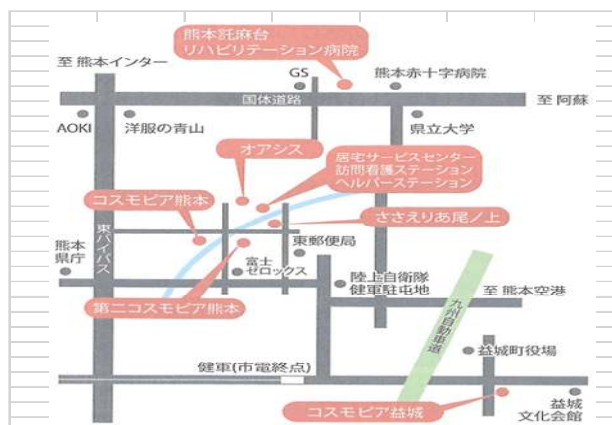 熊本託麻台
リハビリテーション病院
至 熊本インター
GS
熊本赤十字病院
国体道路
至 阿蘇
AOKI
洋服の青山
県立大学
オアシス
居宅サービスセンター
訪問看護ステーション
ヘルパーステーション
コスモピア熊本
ささえりあ尾ノ上
東バイパス
熊本
県庁
東郵便局
富士
ゼロックス
陸上自衛隊
健軍駐屯地
至 熊本空港
第二コスモピア熊本
九州自動車道
益城町役場
健軍(市電終点)
コスモピア益城
益城
文化会館